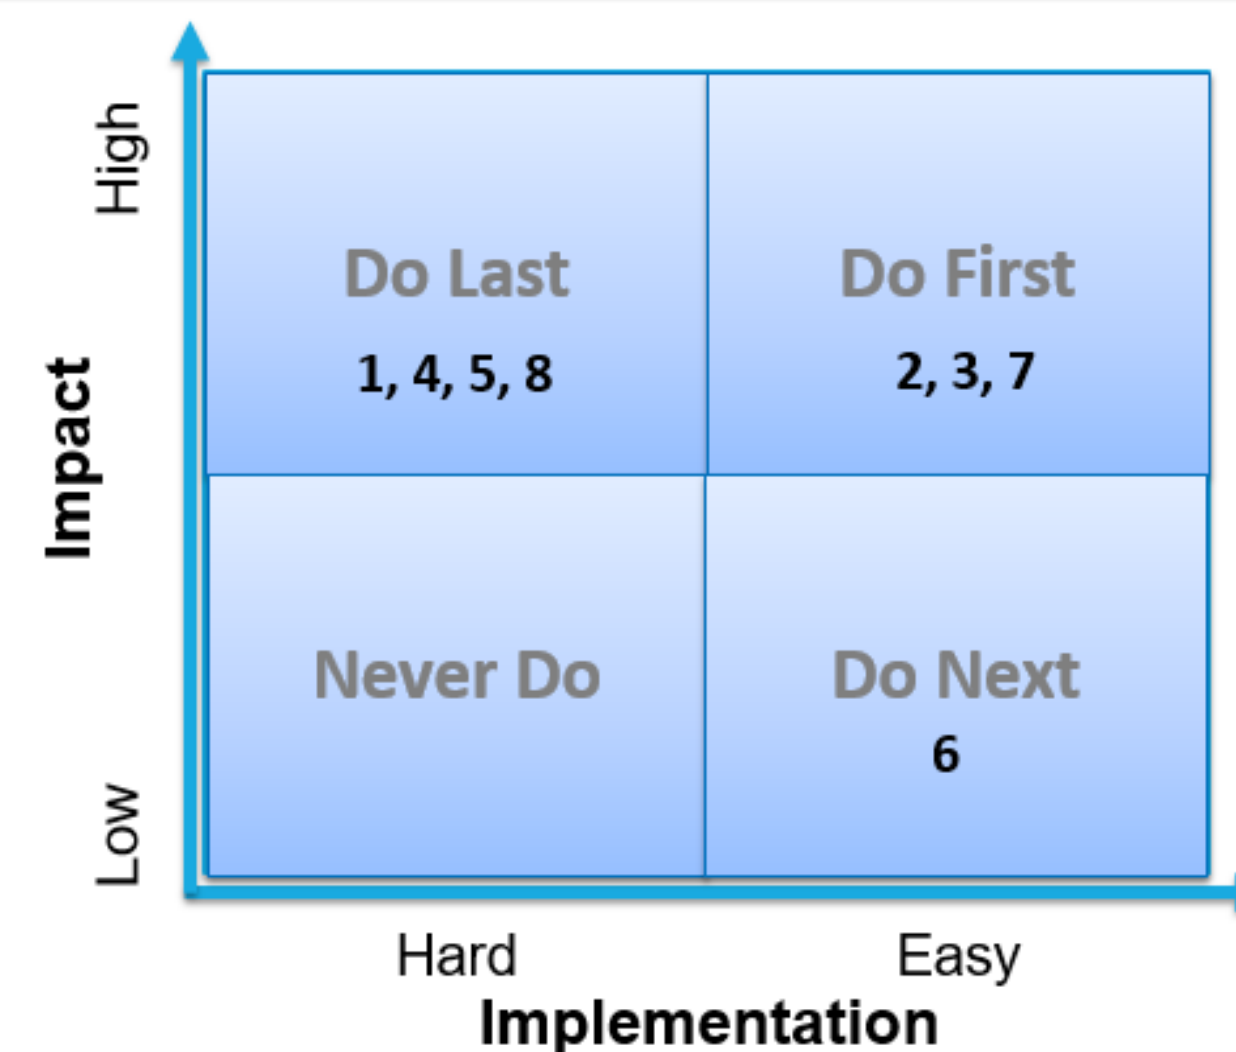 High
Impact
Low
Do Last
1, 4, 5, 8
Do First
2, 3, 7
Never Do
Do Next
6
Hard
Easy
Implementation